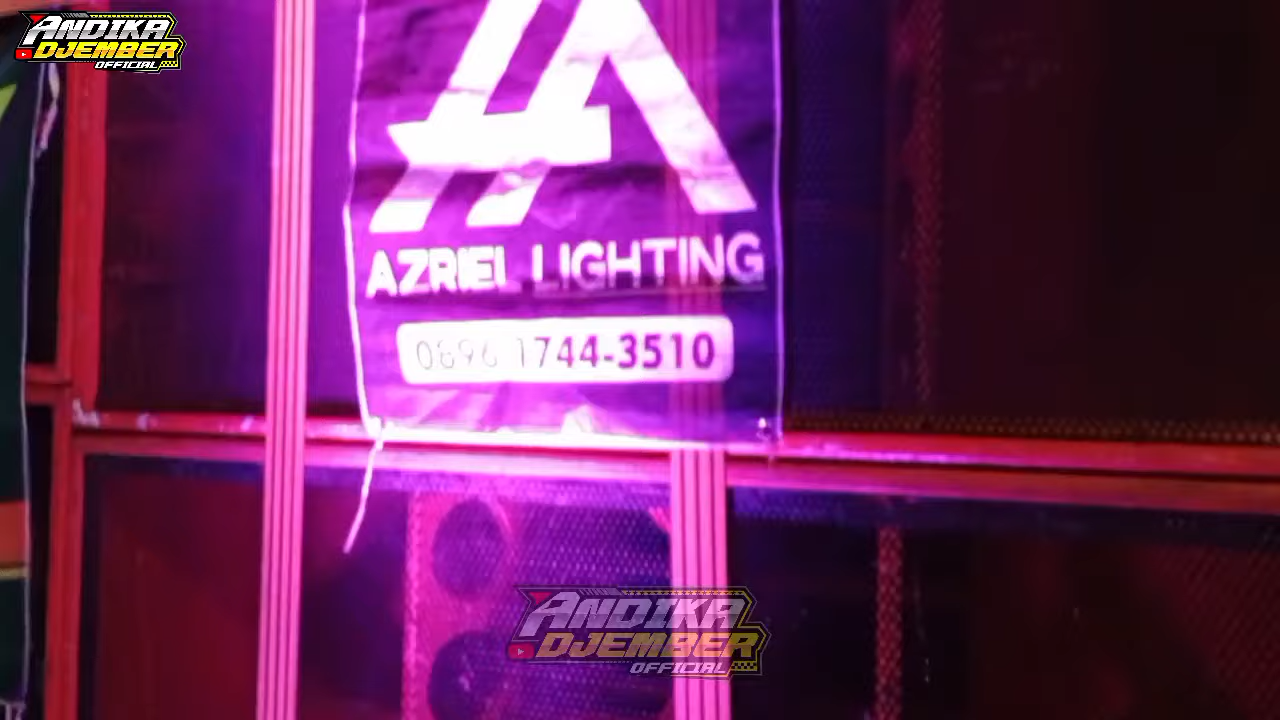 ANDIKA
DJEMBER
OFFICIAL
AZRIEL LIGHTING
0896 1744-3510
ANDIKA
DJEMBER
OFFICIAL